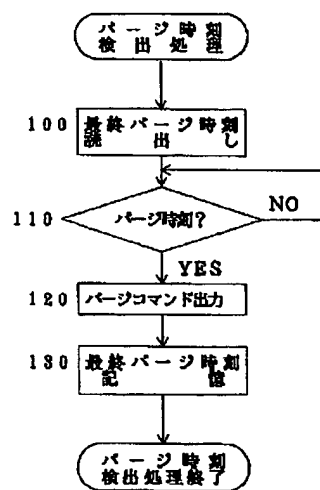 パージ時刻
検出処理
100
最終パージ時刻
読出し
110
パージ時刻?
NO
YES
120
パージコマンド出力
130
最終パージ時刻
記憶
パージ時刻
検出処理終了